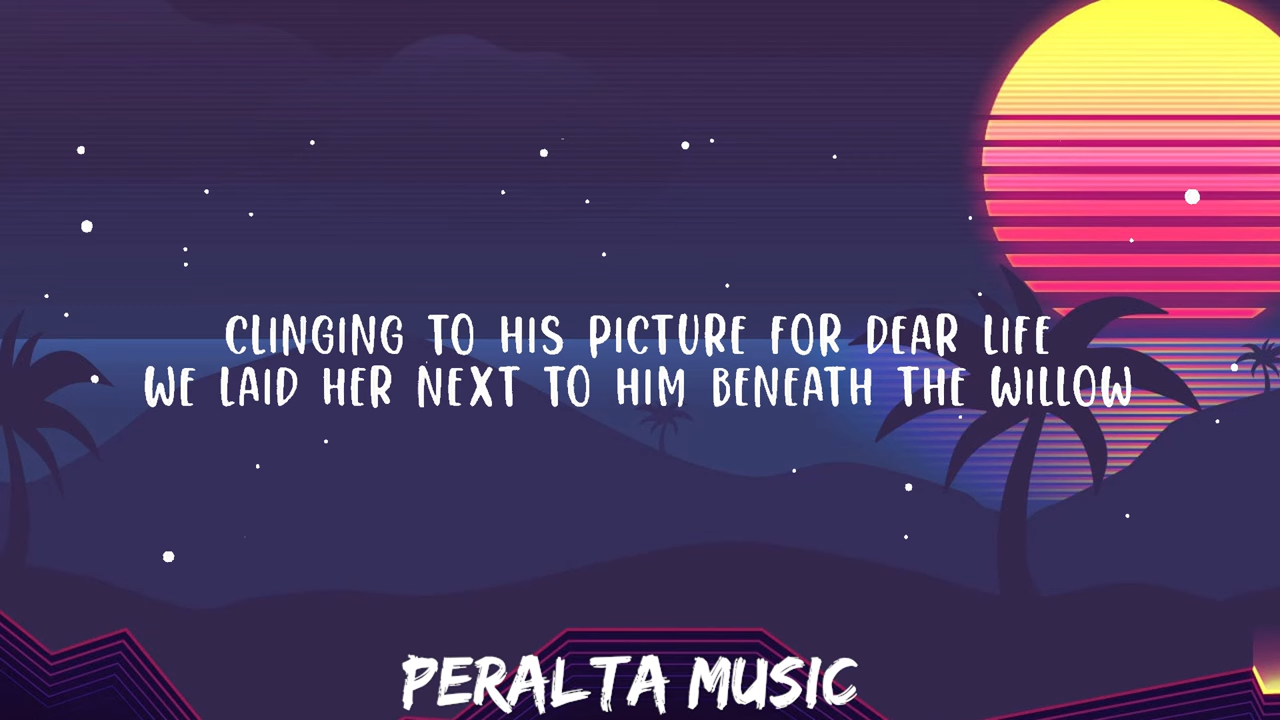 CLINGING TO HIS PICTURE FOR DEAR LIFE
WE LAID HER NEXT TO HIM BENEATH THE WILLOW
PERALTA MUSIC